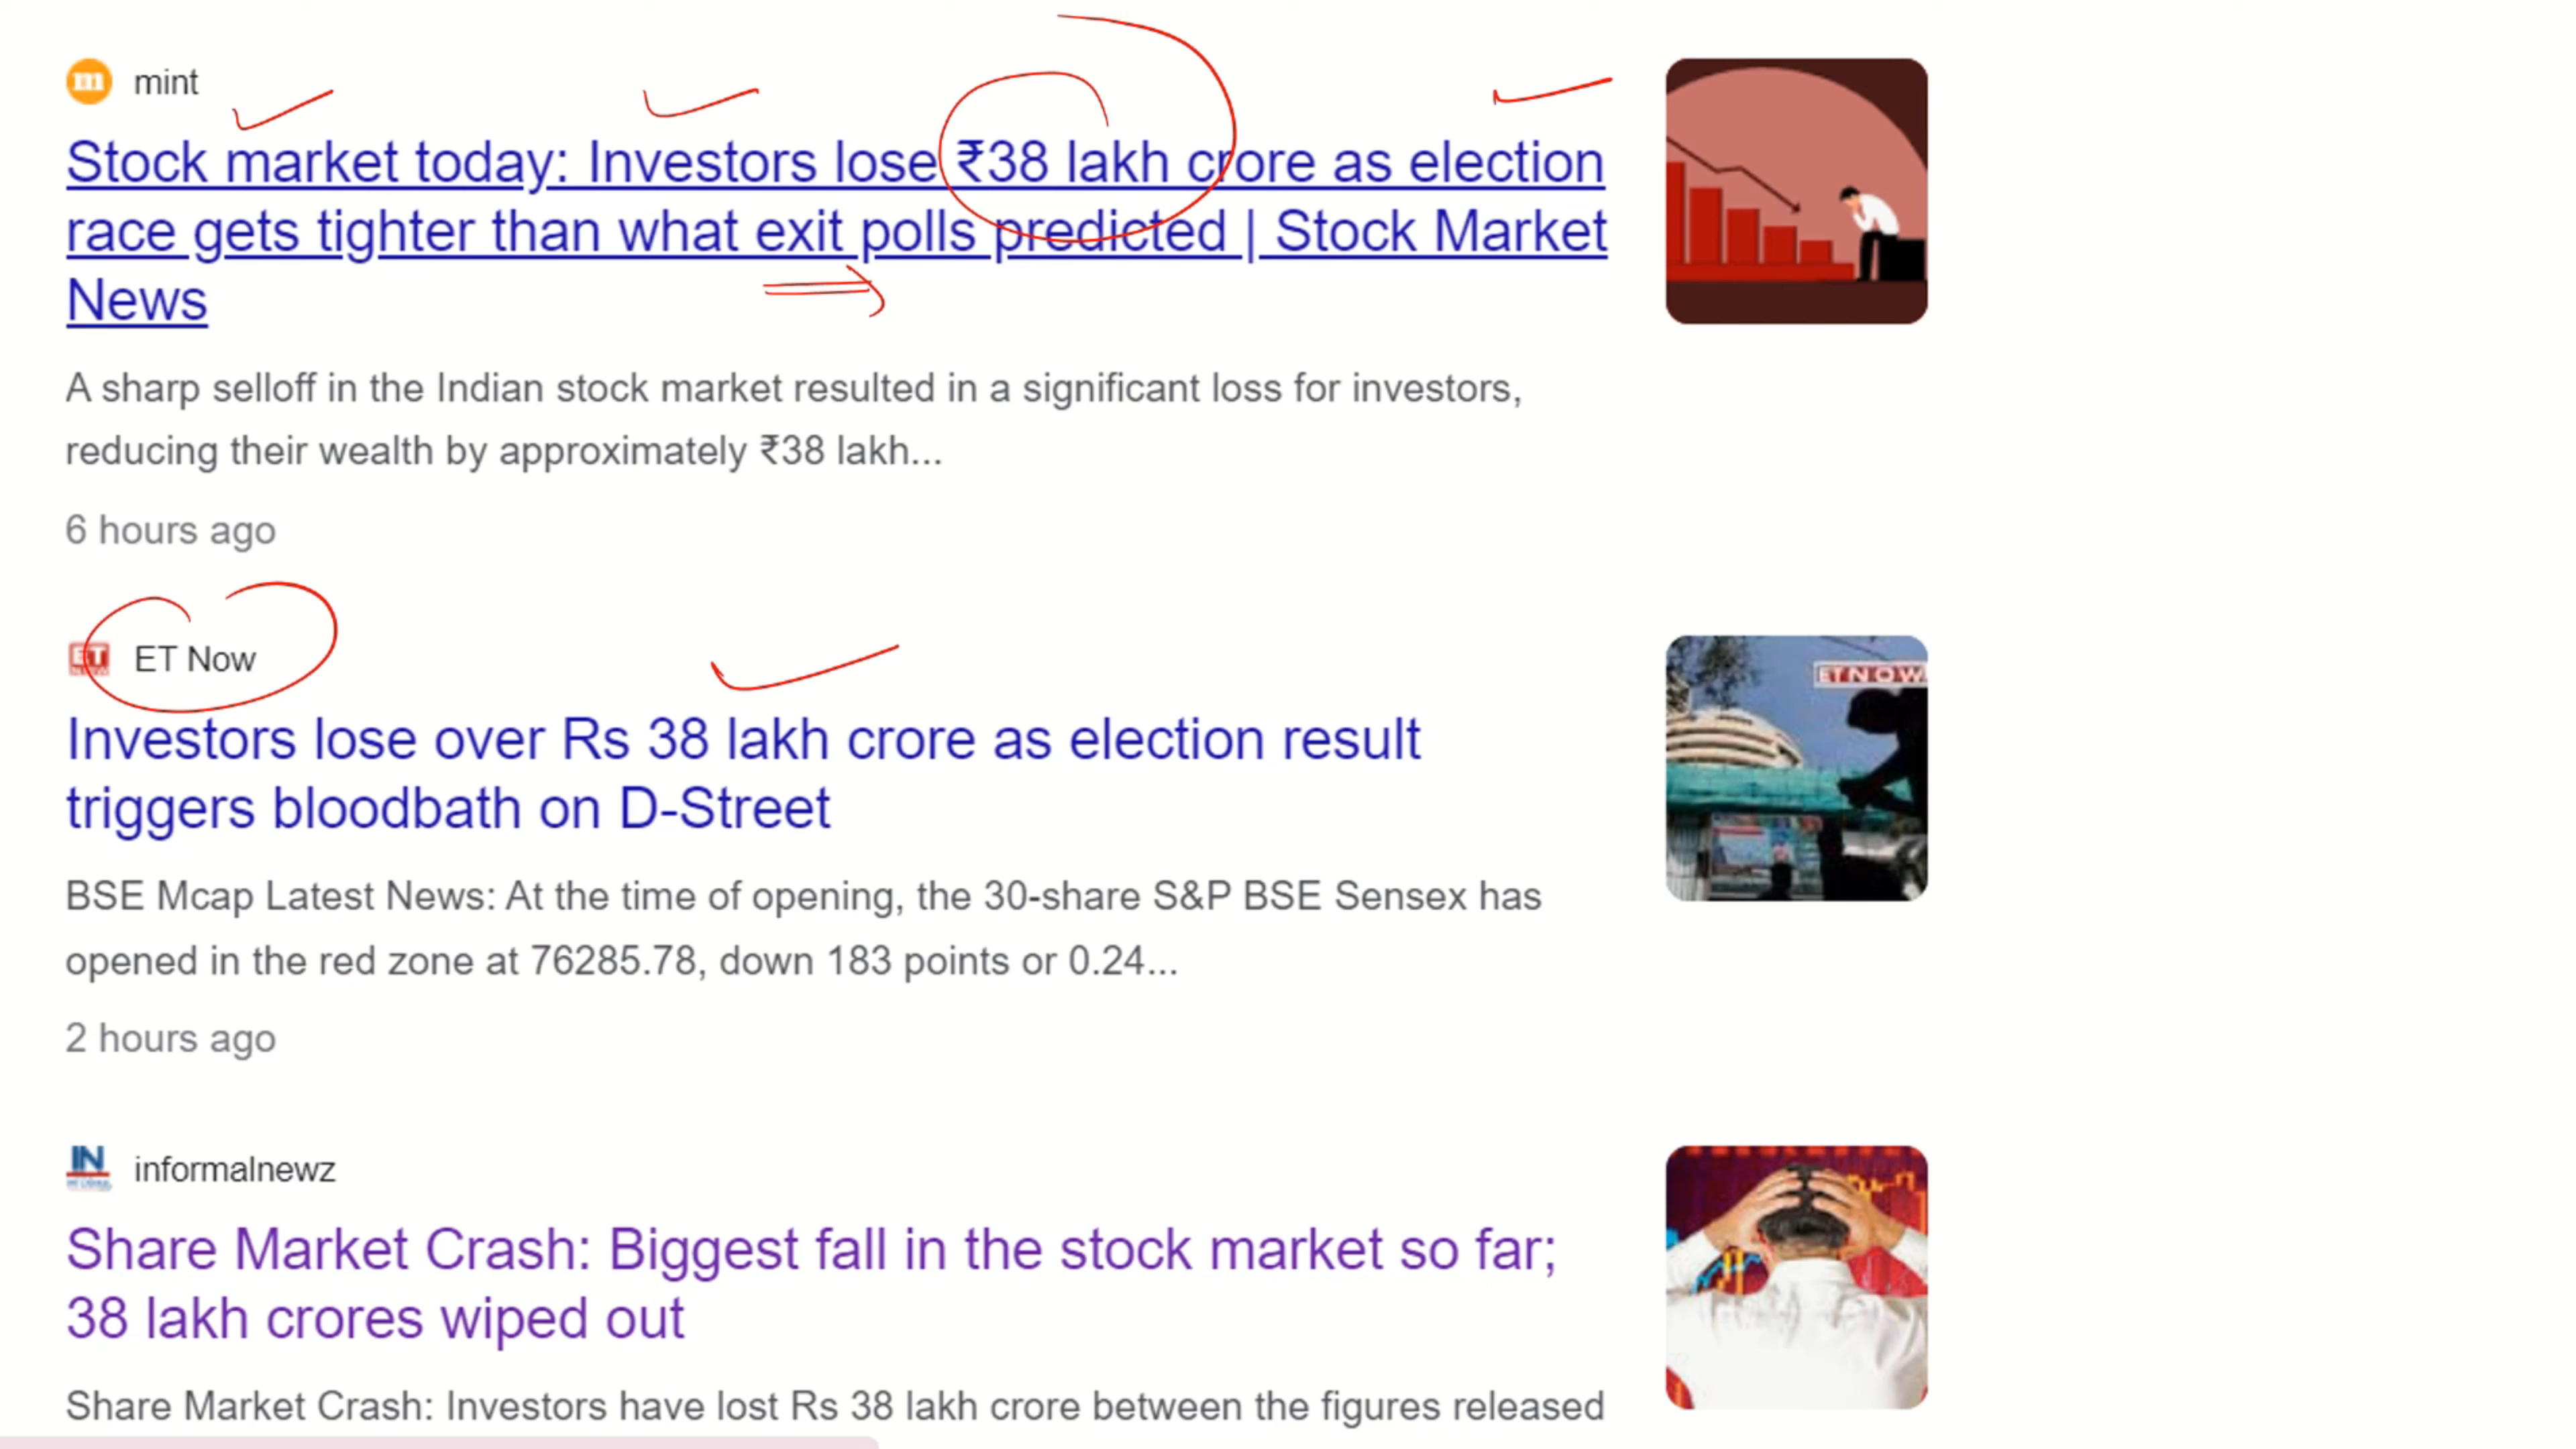 mint
Stock market today: Investors lose ₹38 lakh crore as election
race gets tighter than what exit polls predicted | Stock Market
News
A sharp selloff in the Indian stock market resulted in a significant loss for investors,
reducing their wealth by approximately ₹38 lakh...
6 hours ago
ET Now
ETNOW
Investors lose over Rs 38 lakh crore as election result
triggers bloodbath on D-Street
BSE Mcap Latest News: At the time of opening, the 30-share S&P BSE Sensex has
opened in the red zone at 76285.78, down 183 points or 0.24...
2 hours ago
IN informalnewz
Share Market Crash: Biggest fall in the stock market so far;
38 lakh crores wiped out
Share Market Crash: Investors have lost Rs 38 lakh crore between the figures released